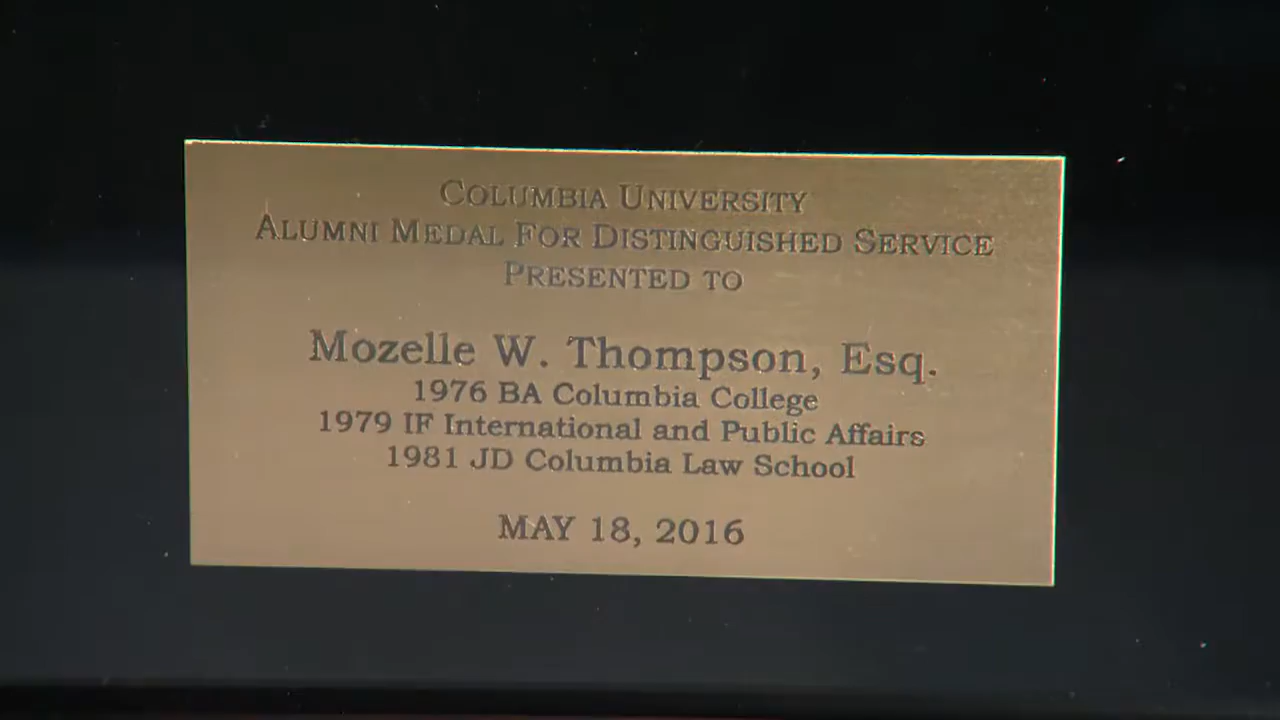 COLUMBIA UNIVERSITY
ALUMNI MEDAL FOR DISTINGUISHED SERVICE
PRESENTED TO
Mozelle W. Thompson, Esq.
1976 BA Columbia College
1979 IF International and Public Affairs
1981 JD Columbia Law School
MAY 18, 2016